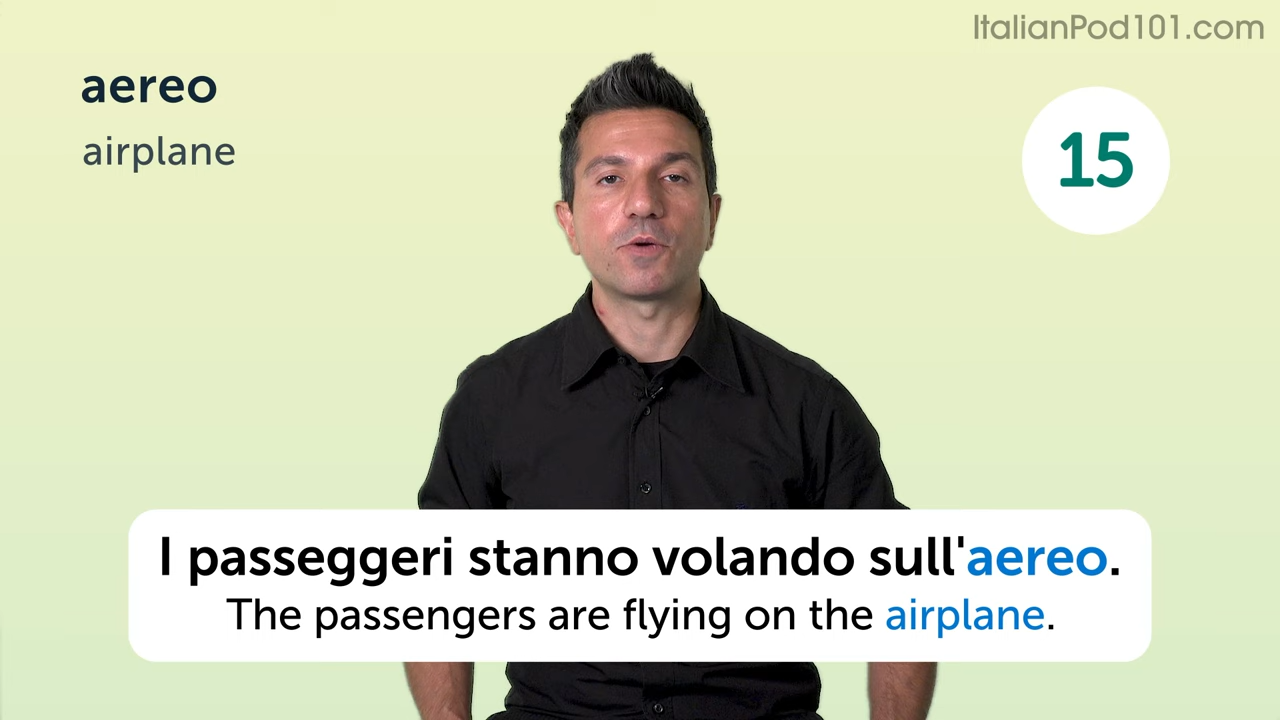 ItalianPod101.com
aereo
airplane
15
I passeggeri stanno volando sull'aereo.
The passengers are flying on the airplane.